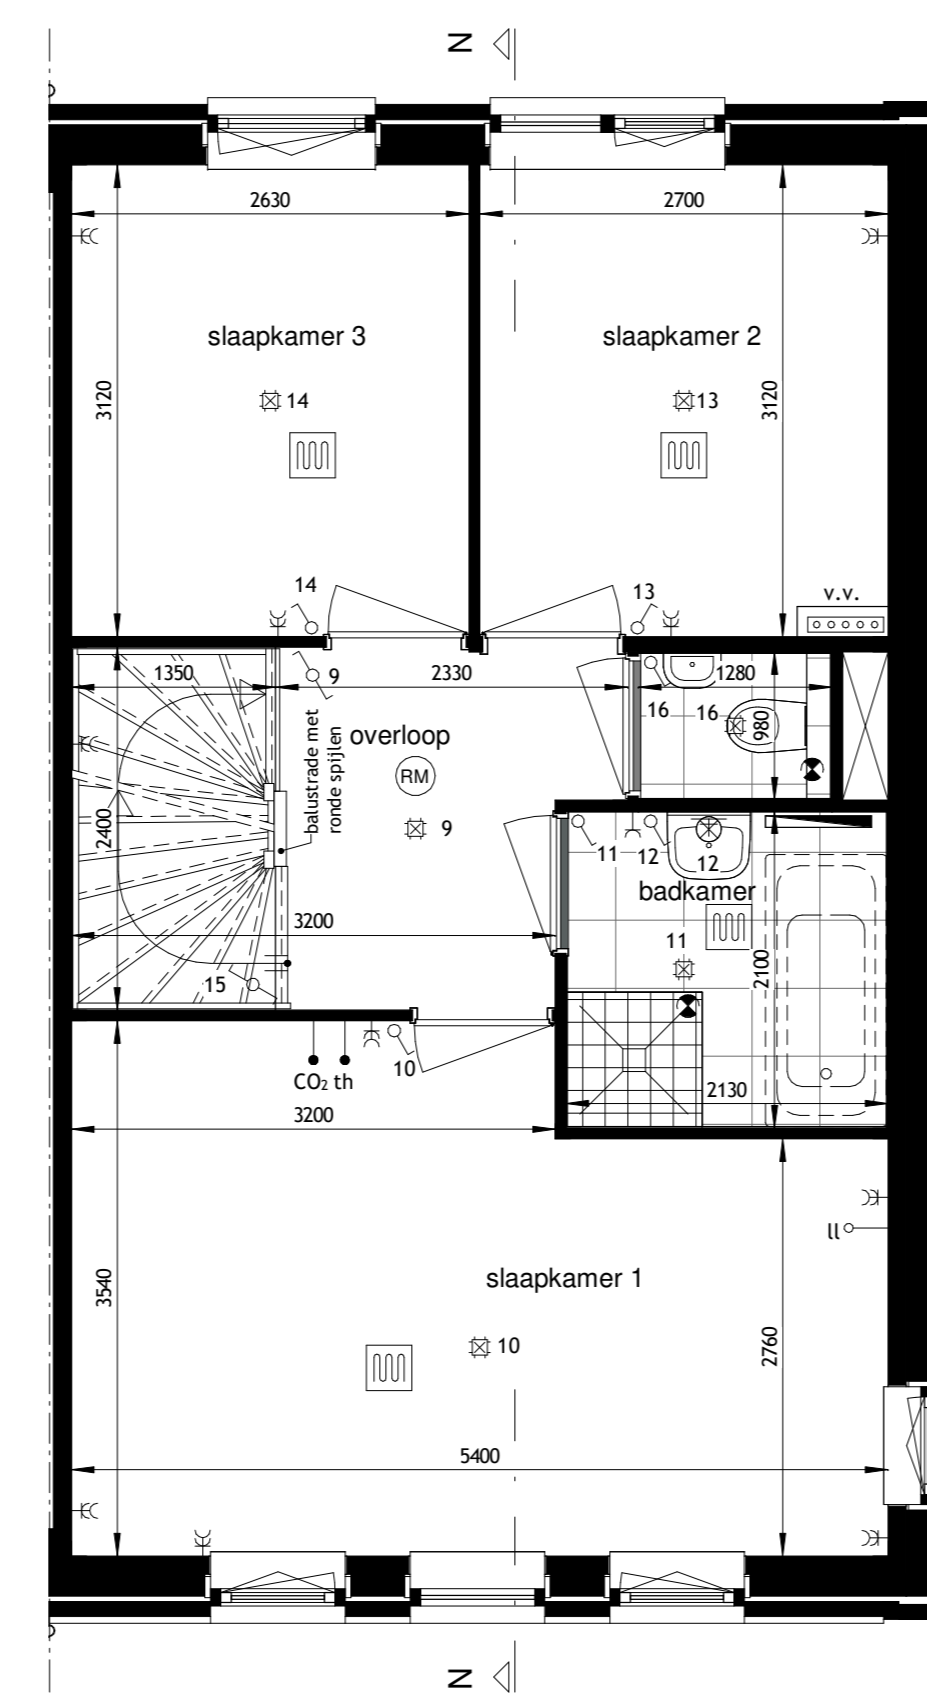 N
2630
2700
slaapkamer 3
slaapkamer 2
3120
14
13
3120
14
13
v.v.
1350
9
2330
1280
16
16
980
balustrade met
ronde spijlen
overloop
RM
9
2400
11
12
12
badkamer
3200
11
2100
15
10
CO2 th
2130
3200
ll
3540
slaapkamer 1
10
2760
5400
N